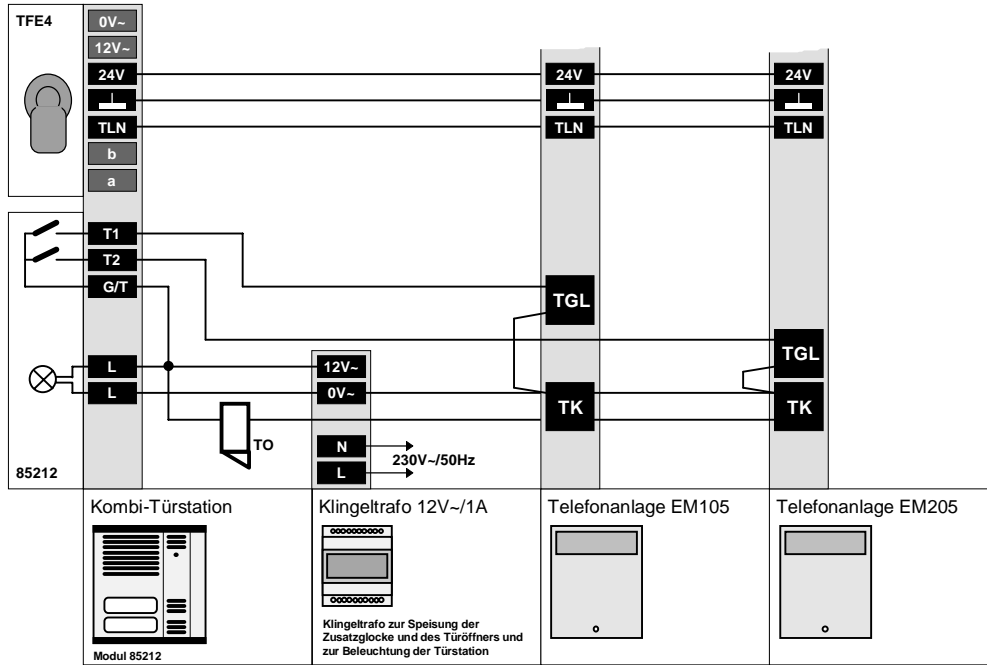 TFE4
0V~
12V~
24V
24V
24V
TLN
TLN
TLN
b
a
T1
T2
G/T
TGL
TGL
L
12V~
L
0V~
TK
TK
TO
N
230V~/50Hz
L
85212
Kombi-Türstation
Klingeltrafo 12V~/1A
Telefonanlage EM105
Telefonanlage EM205
Klingeltrafo zur Speisung der
Zusatzglocke und des Türöffners und
zur Beleuchtung der Türstation
Modul 85212